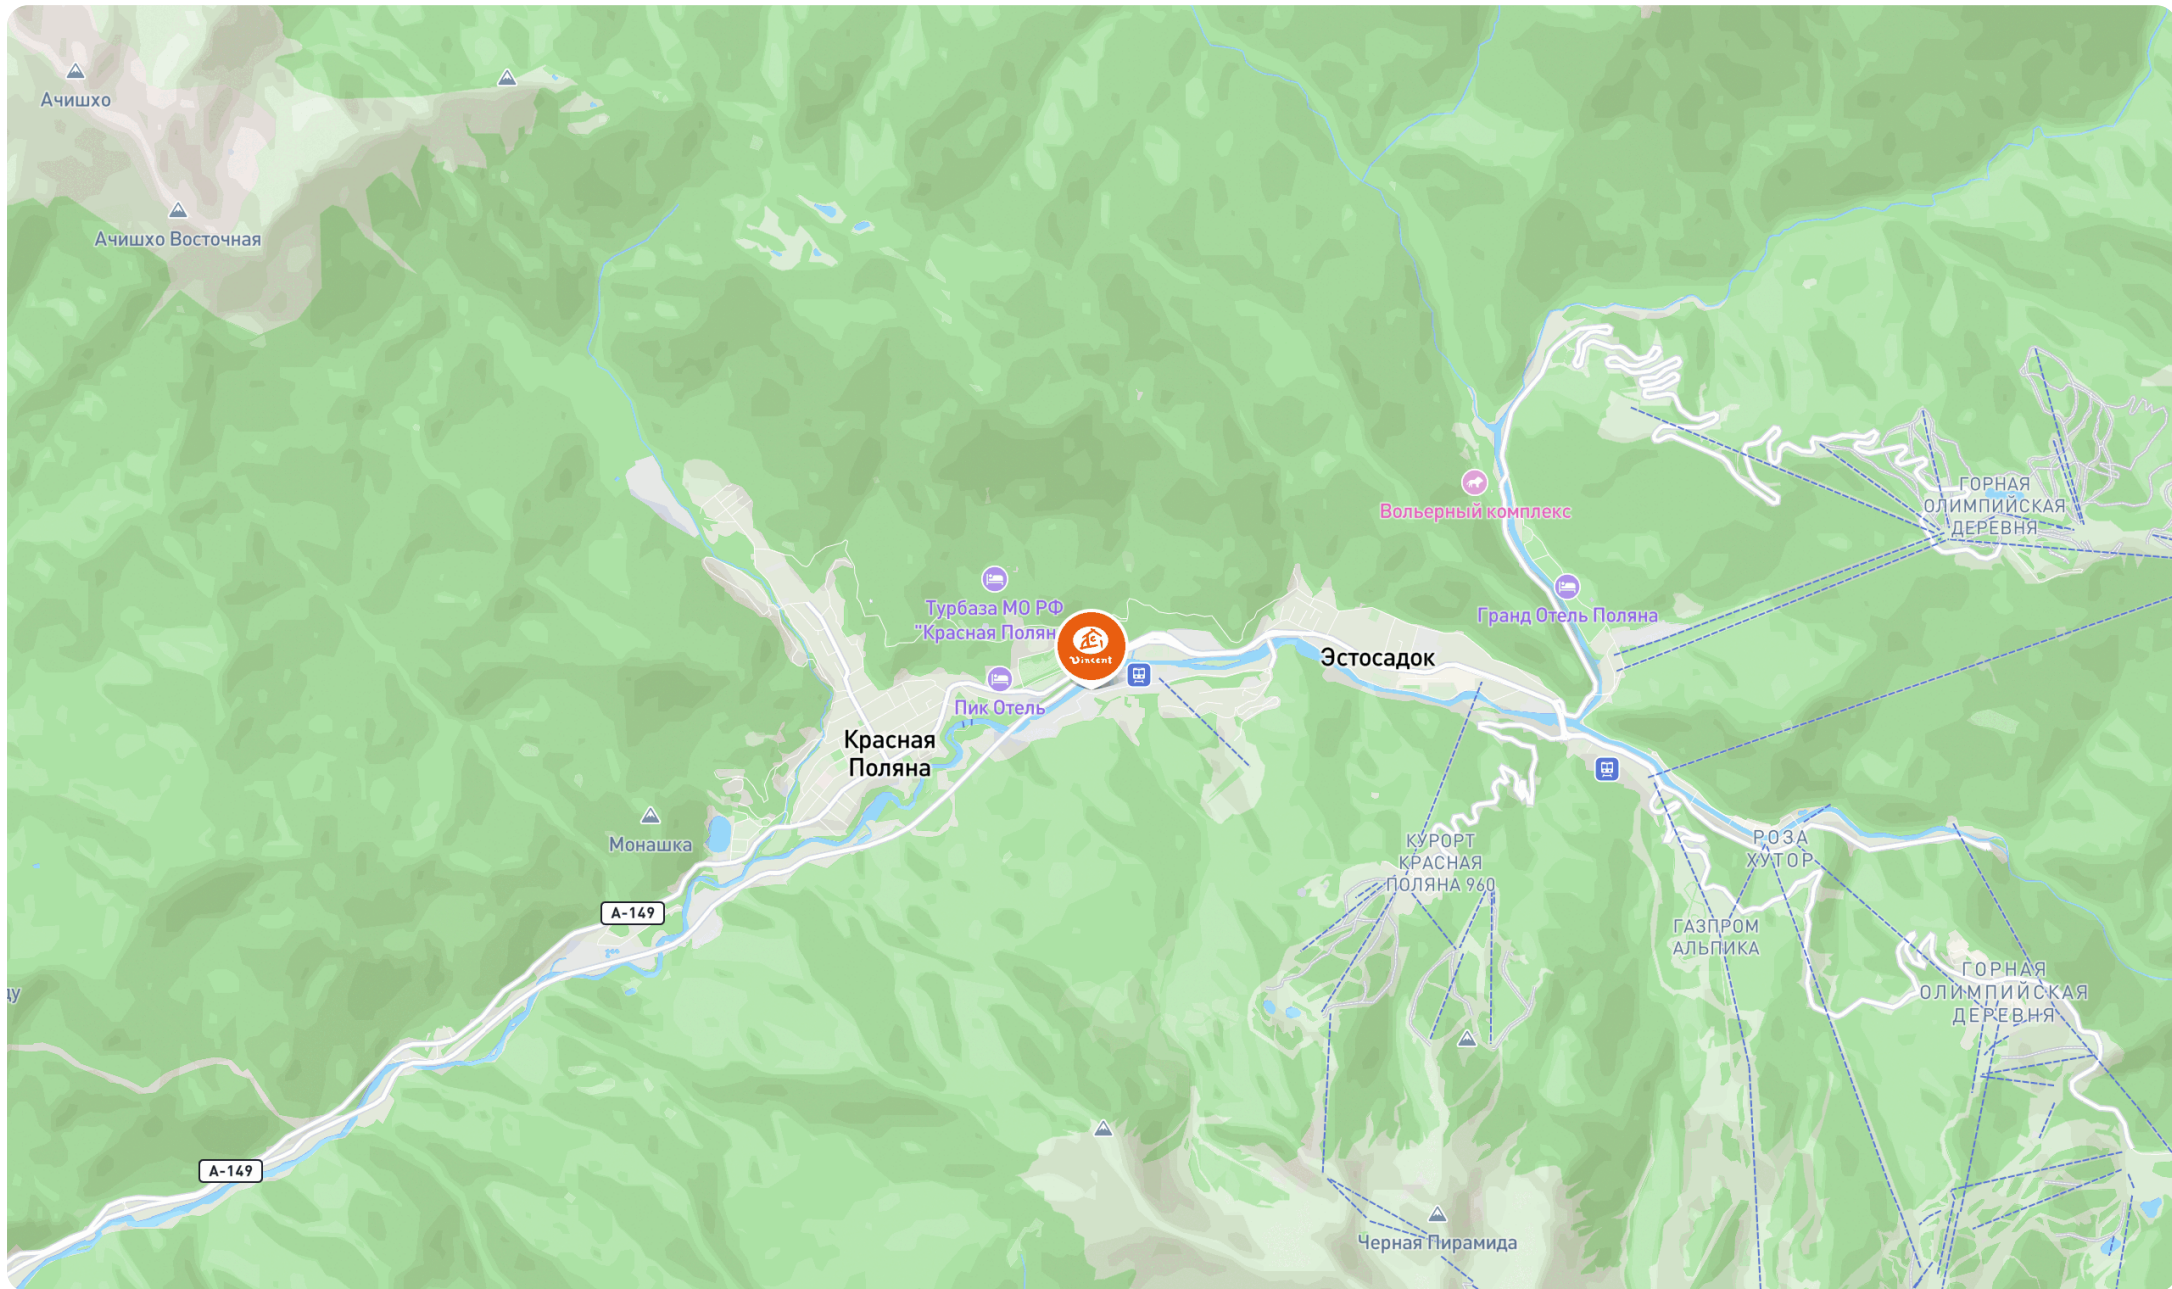 Ачишхо
Ачишхо Восточная
Вольерный комплекс
ГОРНАЯ
ОЛИМПИЙСКАЯ
ДЕРЕВНЯ
Турбаза МО РФ
"Красная Полян
Гранд Отель Поляна
Vincent
Эстосадок
Пик Отель
Красная
Поляна
Монашка
КУРОРТ
КРАСНАЯ
ПОЛЯНА 960
РОЗА
ХУТОР
А-149
ГАЗПРОМ
АЛЬПИКА
ГОРНАЯ
ОЛИМПИЙСКАЯ
ДЕРЕВНЯ
А-149
Черная Пирамида